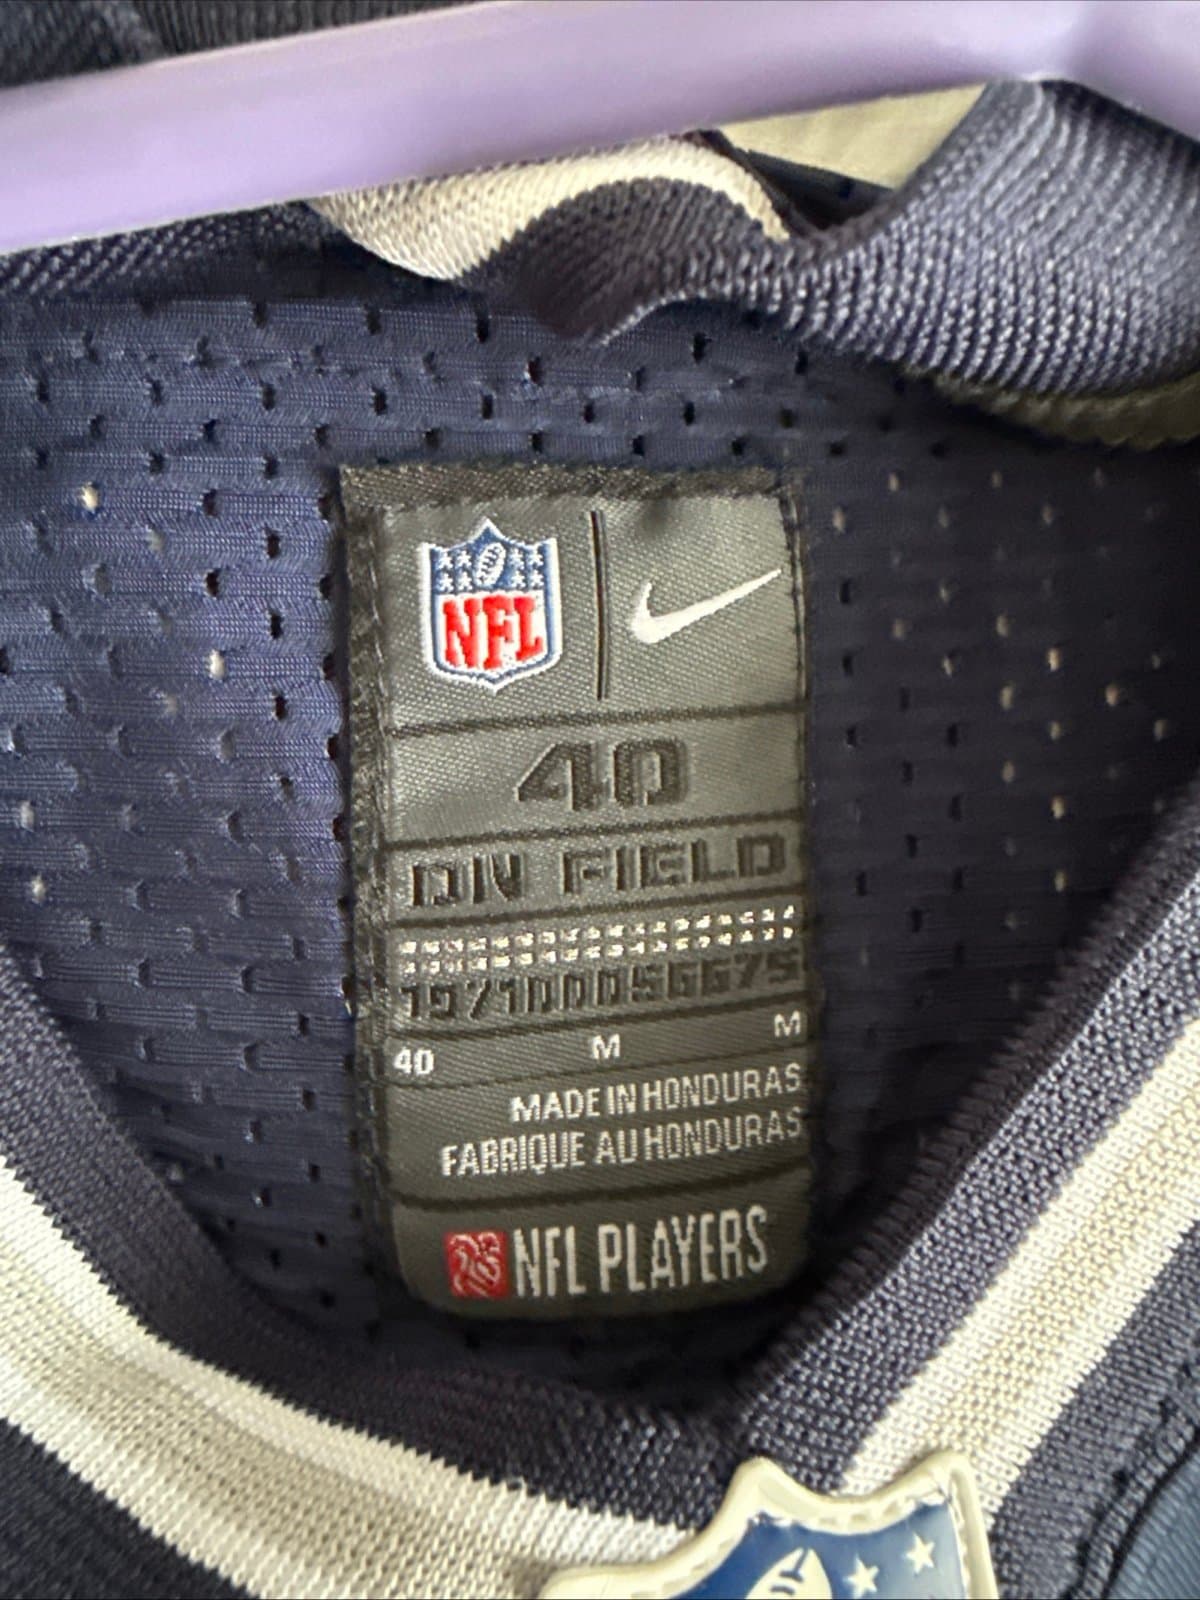 NFL
40
ON FIELD
40 M M
MADE IN HONDURAS
FABRIQUE AU HONDURAS
NFL PLAYERS